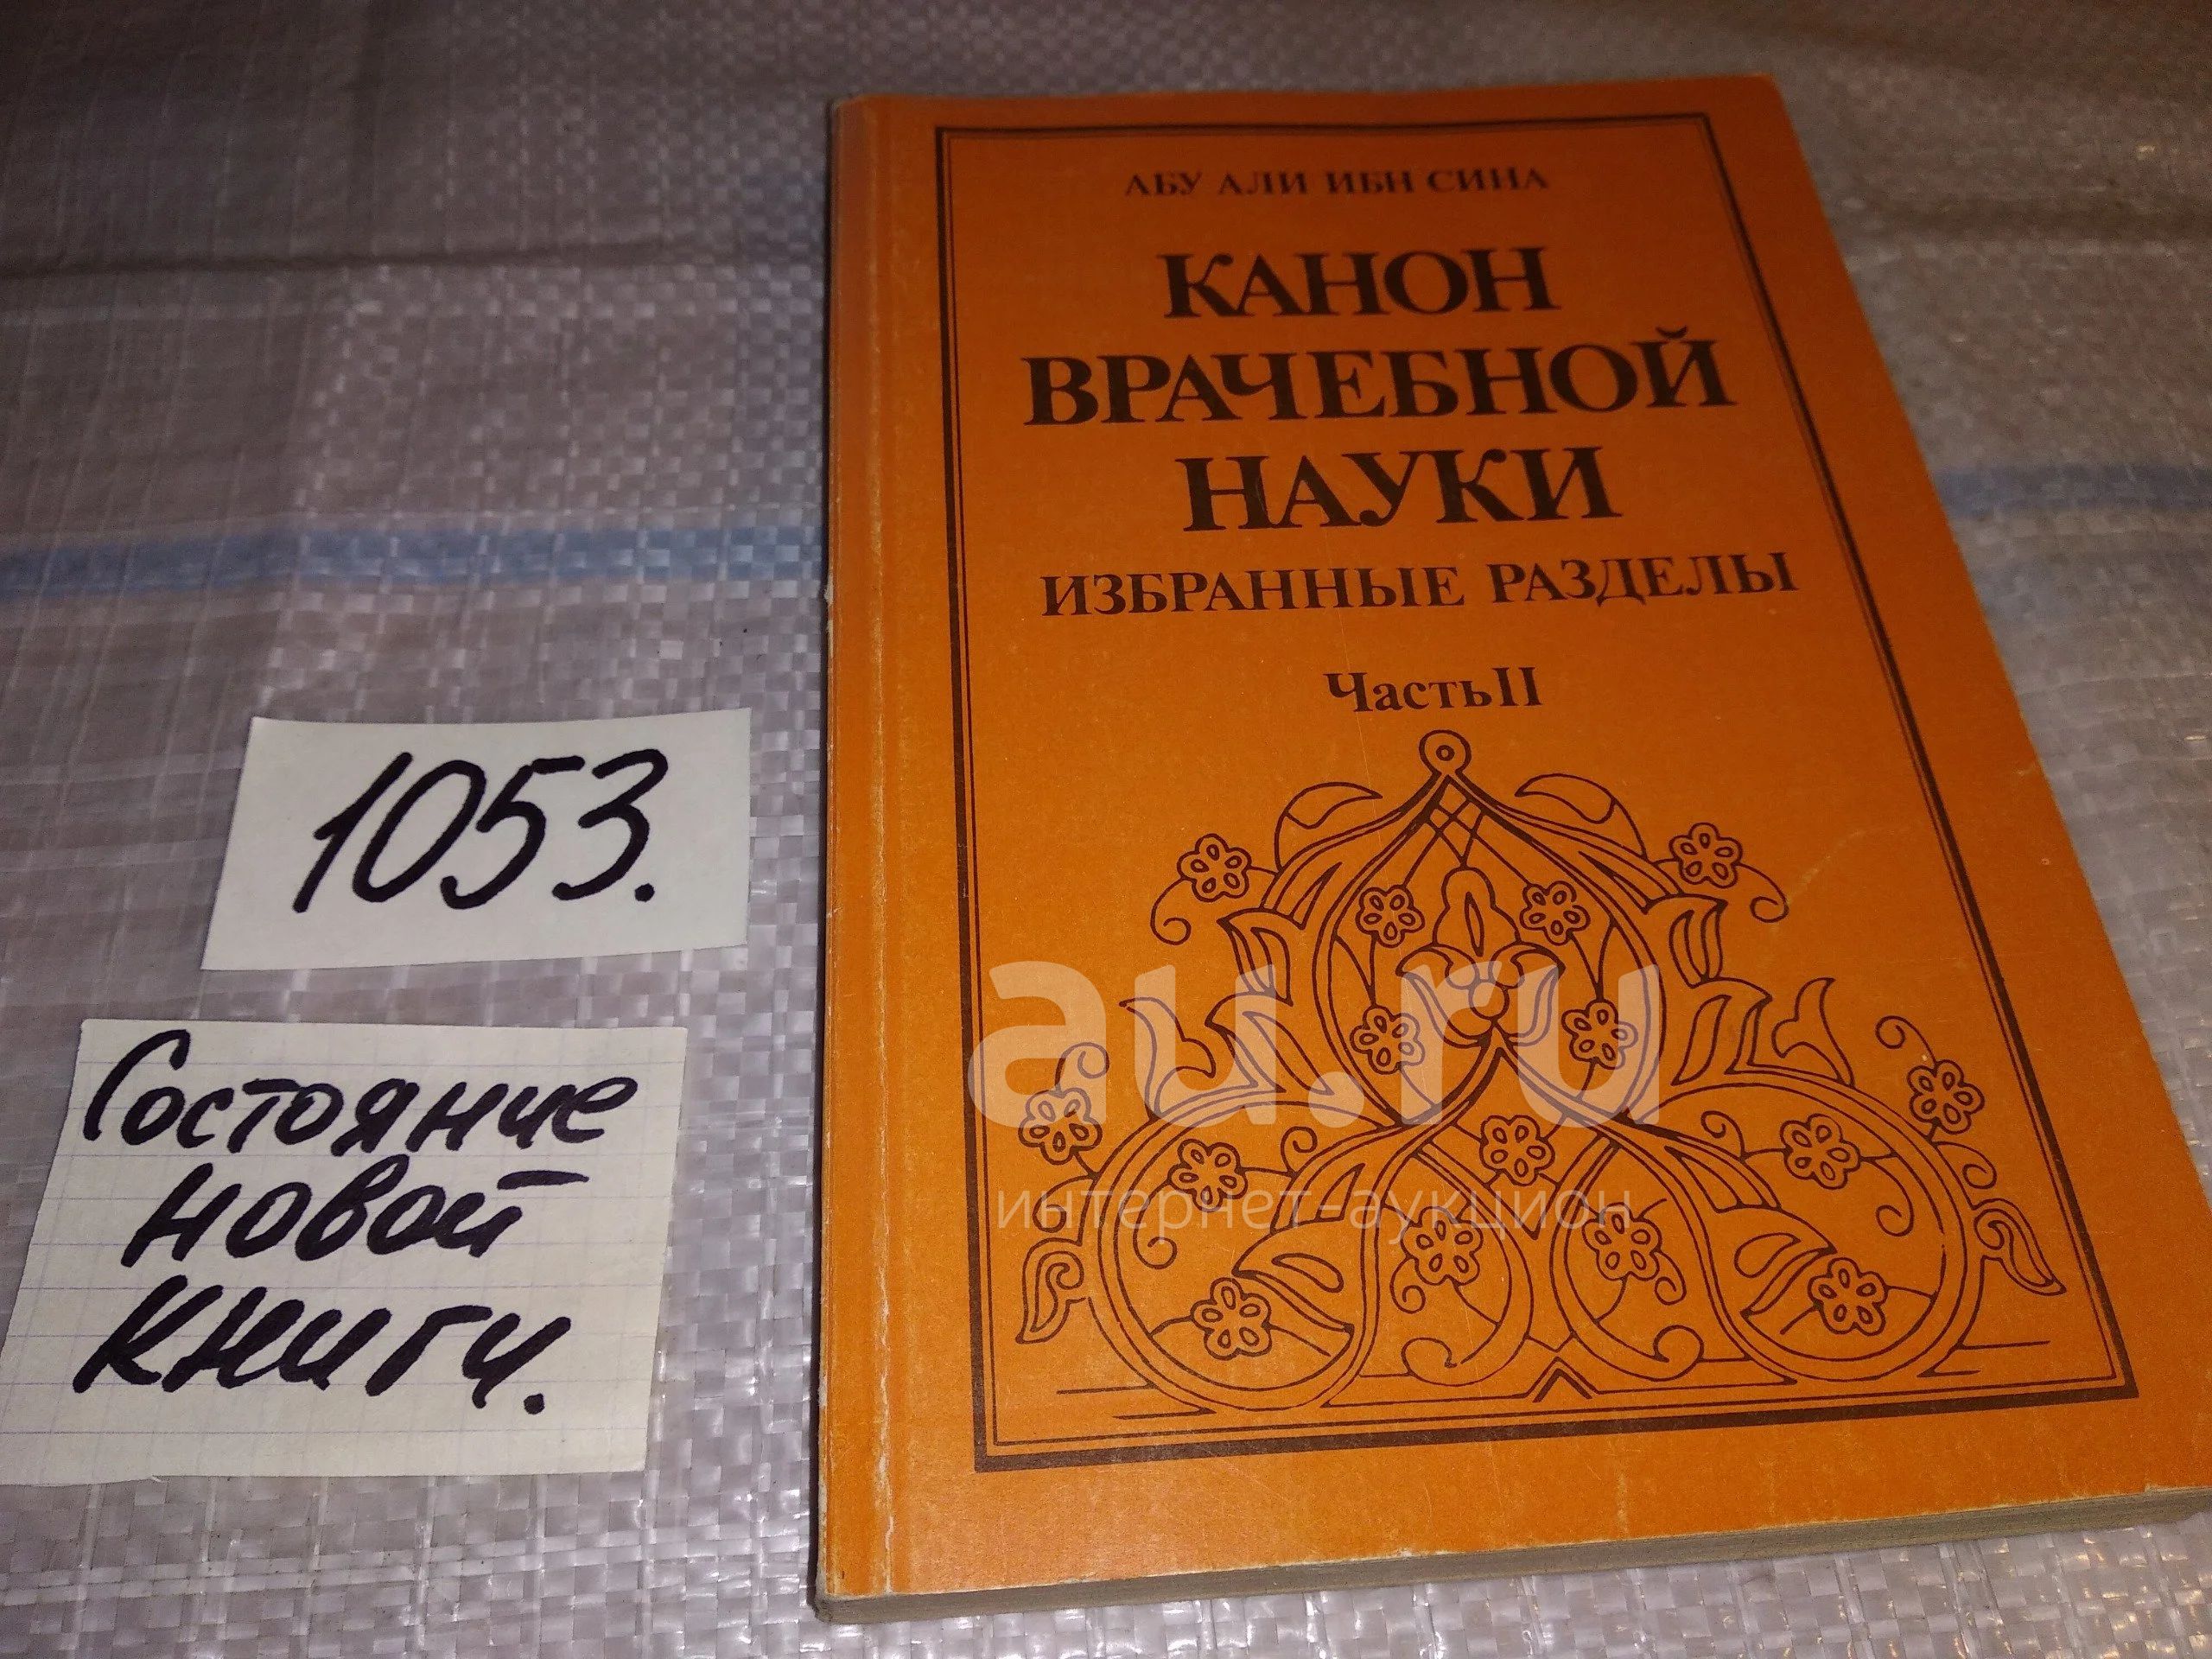 АБУ АЛИ ИБН СИНА
КАНОН
ВРАЧЕБНОЙ
НАУКИ
ИЗБРАННЫЕ РАЗДЕЛЫ
Часть II
1053.
Состояние
новой
книги.
au.ru
интернет-аукцион